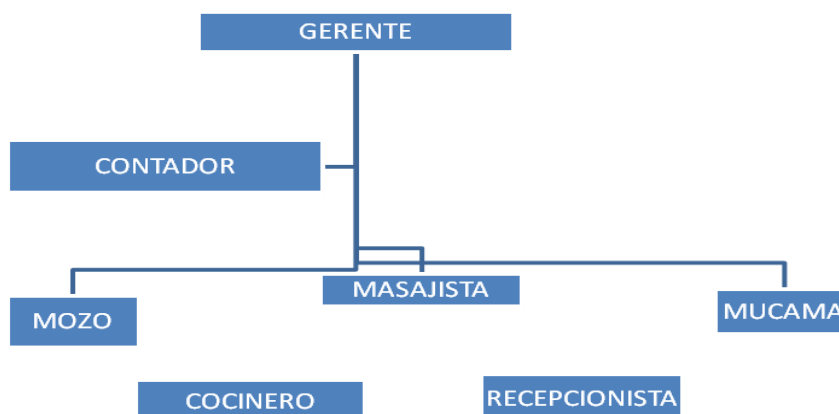 GERENTE
CONTADOR
MASAJISTA
MOZO
MUCAMA
COCINERO
RECEPCIONISTA